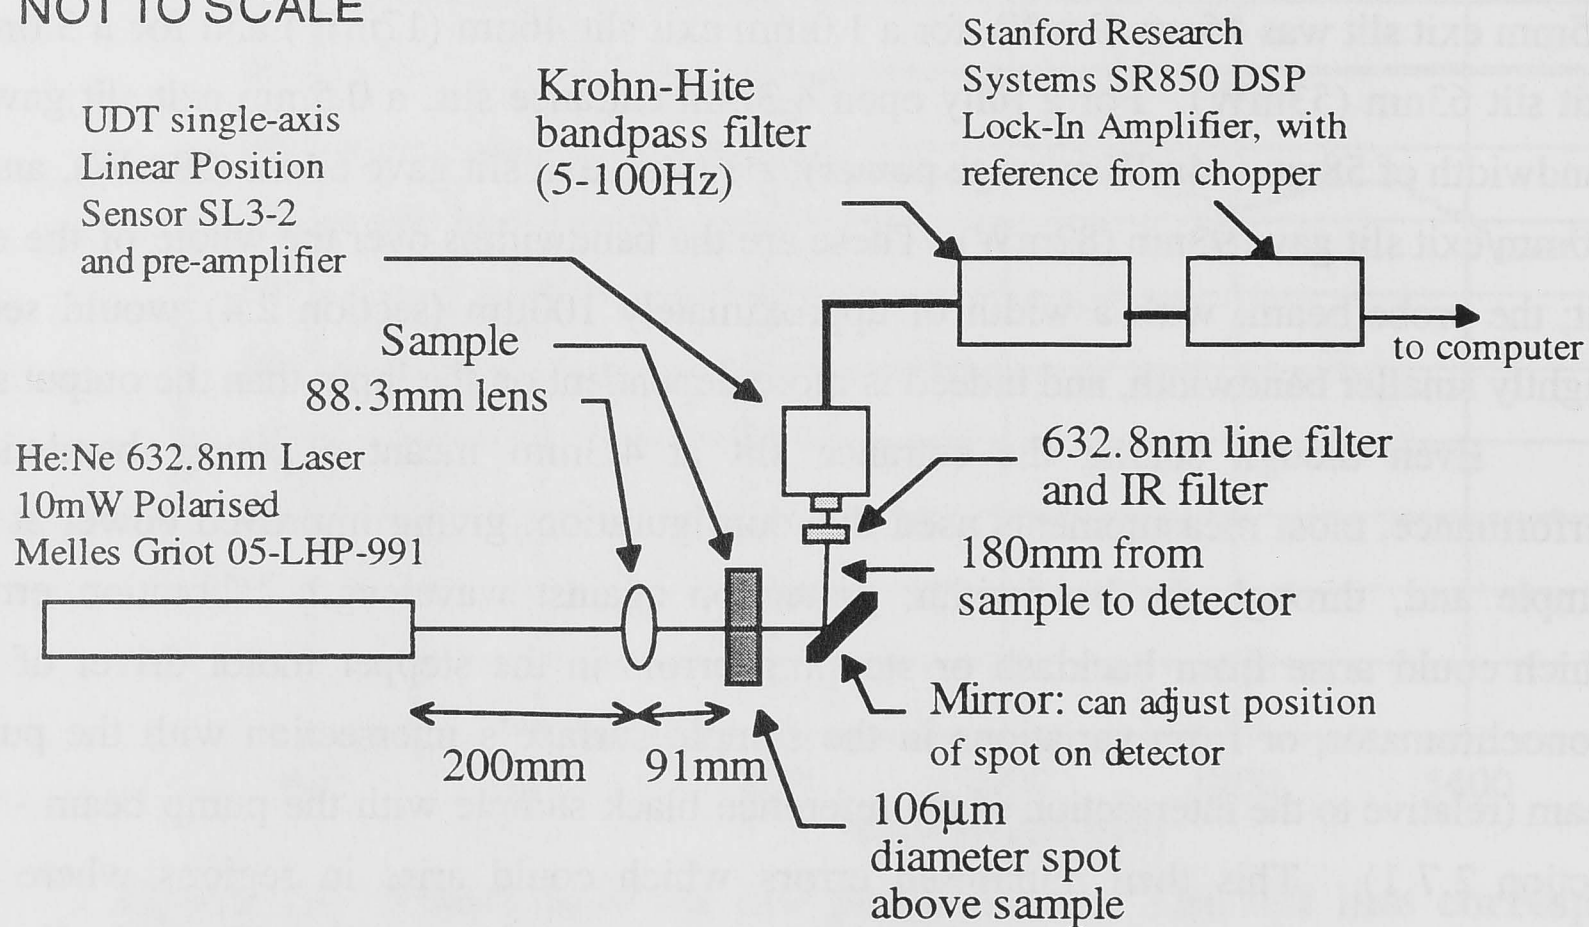 NOT TO SCALE
UDT single-axis
Linear Position
Sensor SL3-2
and pre-amplifier
Krohn-Hite
bandpass filter
(5-100Hz)
Stanford Research
Systems SR850 DSP
Lock-In Amplifier, with
reference from chopper
to computer
Sample
88.3mm lens
He:Ne 632.8nm Laser
10mW Polarised
Melles Griot 05-LHP-991
632.8nm line filter
and IR filter
180mm from
sample to detector
Mirror: can adjust position
of spot on detector
200mm
91mm
106µm
diameter spot
above sample